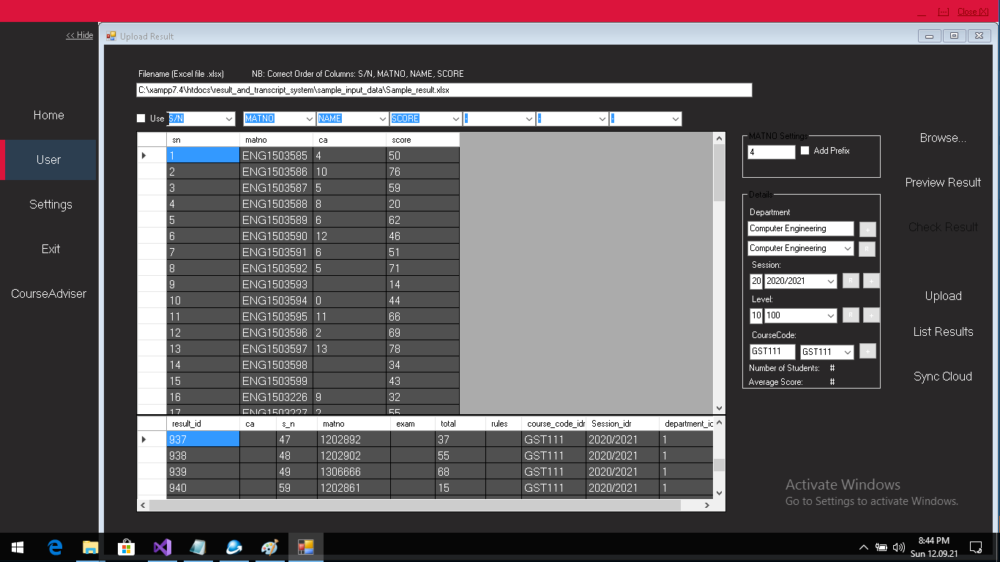 __ [---] Close [X]
<< Hide
Upload Result
Home
User
Settings
Exit
CourseAdviser
Filename (Excel file .xlsx) NB: Correct Order of Columns: S/N, MATNO, NAME, SCORE
C:\xampp7.4\htdocs\result_and_transcript_system\sample_input_data\Sample_result.xlsx
Use S/N MATNO NAME SCORE - - -
sn matno ca score
1 ENG1503585 4 50
2 ENG1503586 10 76
3 ENG1503587 5 59
4 ENG1503588 8 20
5 ENG1503589 6 62
6 ENG1503590 12 46
7 ENG1503591 6 51
8 ENG1503592 5 71
9 ENG1503593 14
10 ENG1503594 0 44
11 ENG1503595 11 66
12 ENG1503596 2 69
13 ENG1503597 13 78
14 ENG1503598 34
15 ENG1503599 43
16 ENG1503226 9 32
17 ENG1503227 2 55
result_id ca s_n matno exam total rules course_code_idr Session_idr department_id
937 47 1202892 37 GST111 2020/2021 1
938 48 1202902 55 GST111 2020/2021 1
939 49 1306666 68 GST111 2020/2021 1
940 59 1202861 15 GST111 2020/2021 1
MATNO Settings
4 Add Prefix
Details
Department
Computer Engineering +
Computer Engineering R
Session:
20 2020/2021 R +
Level:
10 100 R +
CourseCode:
GST111 GST111 +
Number of Students: #
Average Score: #
Browse...
Preview Result
Check Result
Upload
List Results
Sync Cloud
Activate Windows
Go to Settings to activate Windows.
8:44 PM
Sun 12.09.21